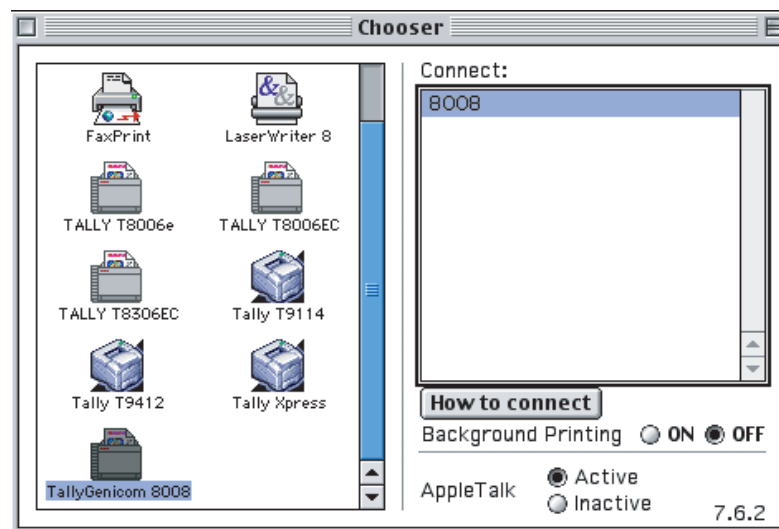 Chooser
FaxPrint
LaserWriter 8
TALLY T8006e
TALLY T8006EC
TALLY T8306EC
Tally T9114
Tally T9412
Tally Xpress
TallyGenicom 8008
Connect:
8008
How to connect
Background Printing ON OFF
AppleTalk
Active
Inactive
7.6.2